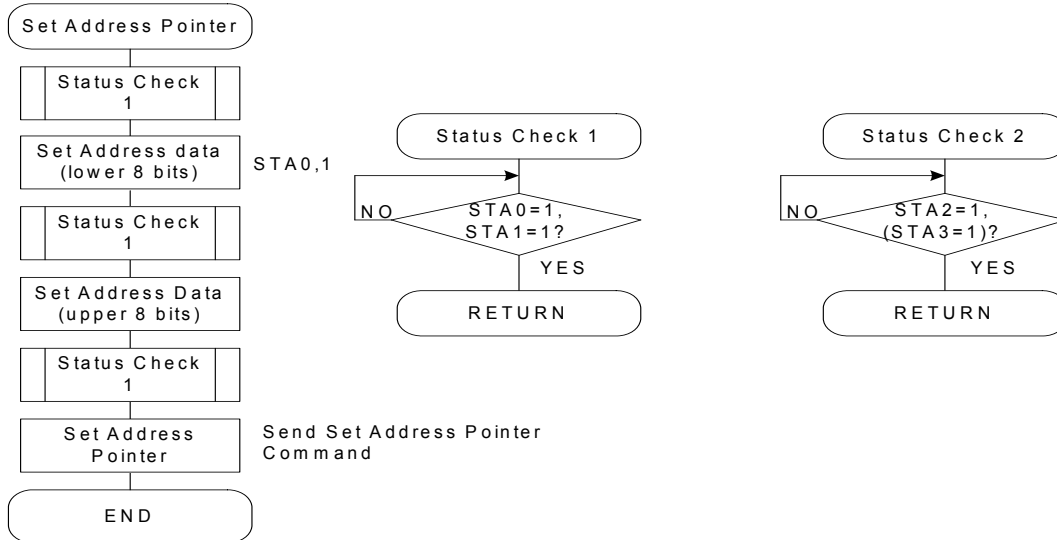 Set Address Pointer
Status Check
1
Set Address data
(lower 8 bits)
STA0,1
Status Check
1
Set Address Data
(upper 8 bits)
Status Check
1
Set Address
Pointer
Send Set Address Pointer
Command
END
Status Check 1
NO
STA0=1,
STA1=1?
YES
RETURN
Status Check 2
NO
STA2=1,
(STA3=1)?
YES
RETURN